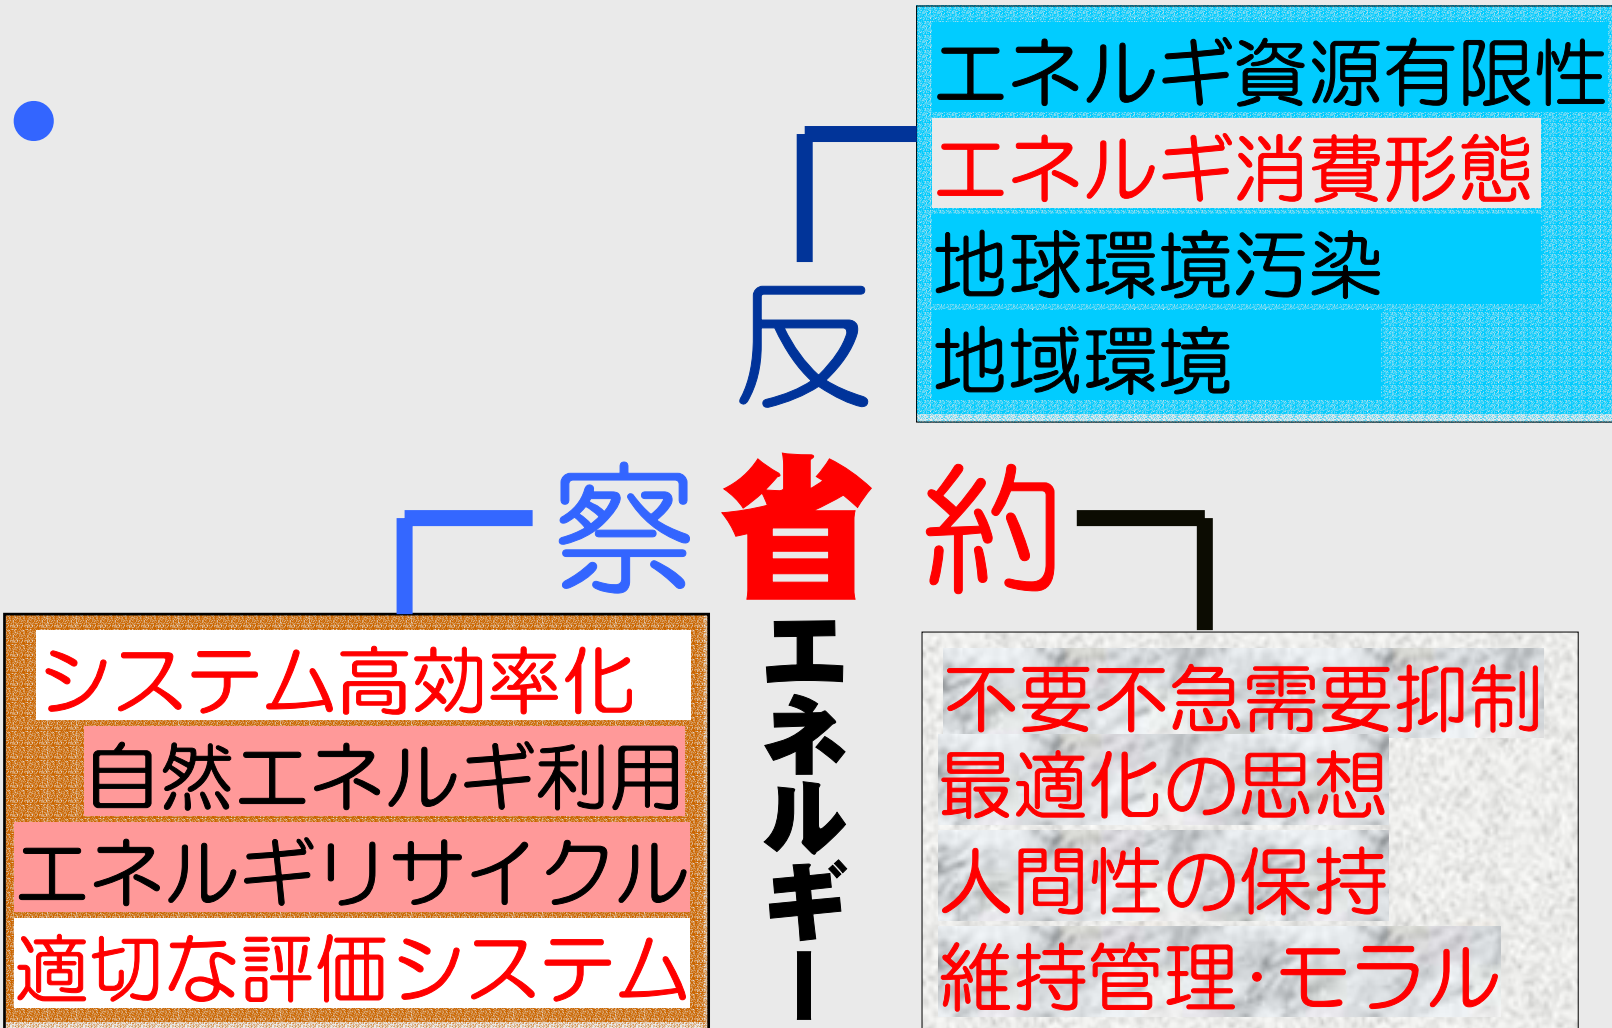 エネルギ資源有限性
エネルギ消費形態
地球環境汚染
地域環境
反
察省約
エネルギー
システム高効率化
自然エネルギ利用
エネルギリサイクル
適切な評価システム
不要不急需要抑制
最適化の思想
人間性の保持
維持管理・モラル